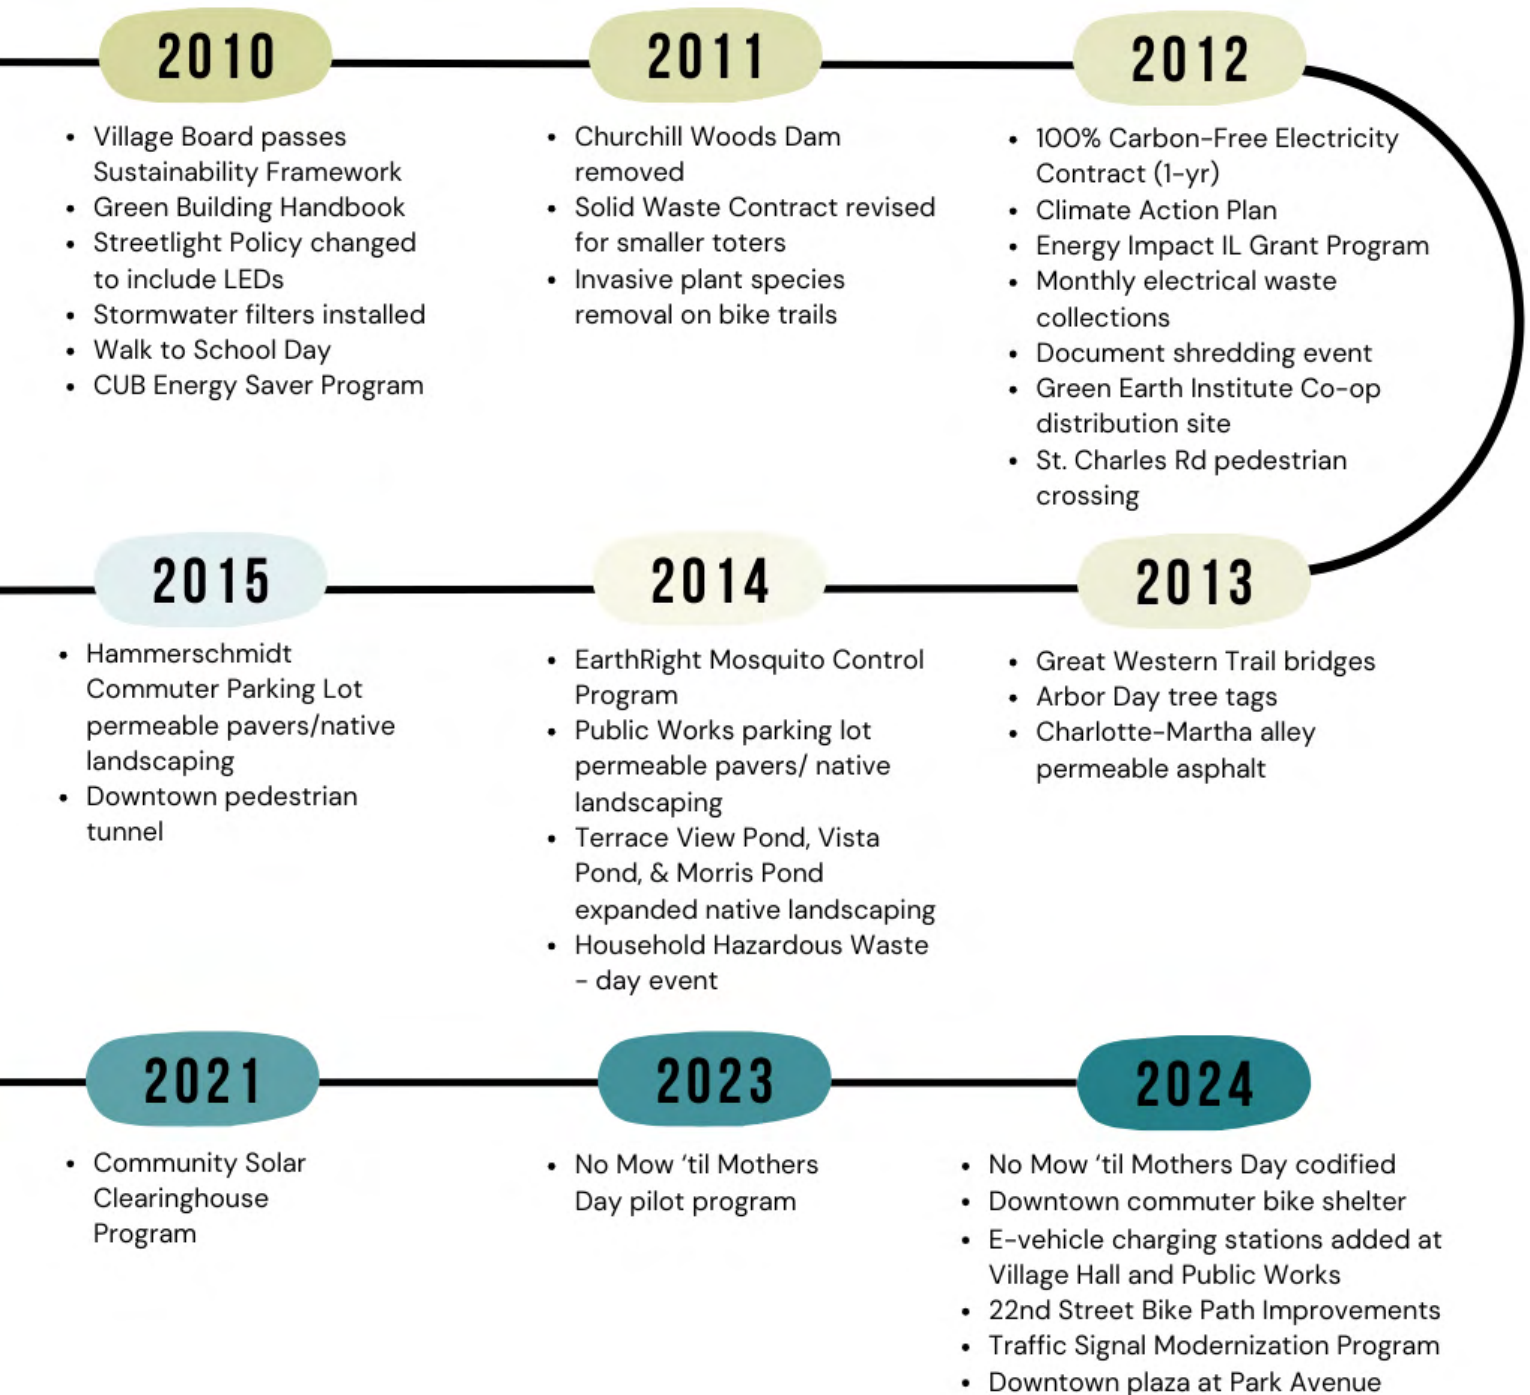 2010
• Village Board passes
Sustainability Framework
• Green Building Handbook
• Streetlight Policy changed
to include LEDs
• Stormwater filters installed
• Walk to School Day
• CUB Energy Saver Program
2011
• Churchill Woods Dam
removed
• Solid Waste Contract revised
for smaller toters
• Invasive plant species
removal on bike trails
2012
• 100% Carbon-Free Electricity
Contract (1-yr)
• Climate Action Plan
• Energy Impact IL Grant Program
• Monthly electrical waste
collections
• Document shredding event
• Green Earth Institute Co-op
distribution site
• St. Charles Rd pedestrian
crossing
2015
• Hammerschmidt
Commuter Parking Lot
permeable pavers/native
landscaping
• Downtown pedestrian
tunnel
2014
• EarthRight Mosquito Control
Program
• Public Works parking lot
permeable pavers/ native
landscaping
• Terrace View Pond, Vista
Pond, & Morris Pond
expanded native landscaping
• Household Hazardous Waste
- day event
2013
• Great Western Trail bridges
• Arbor Day tree tags
• Charlotte-Martha alley
permeable asphalt
2021
• Community Solar
Clearinghouse
Program
2023
• No Mow ‘til Mothers
Day pilot program
2024
• No Mow ‘til Mothers Day codified
• Downtown commuter bike shelter
• E-vehicle charging stations added at
Village Hall and Public Works
• 22nd Street Bike Path Improvements
• Traffic Signal Modernization Program
• Downtown plaza at Park Avenue